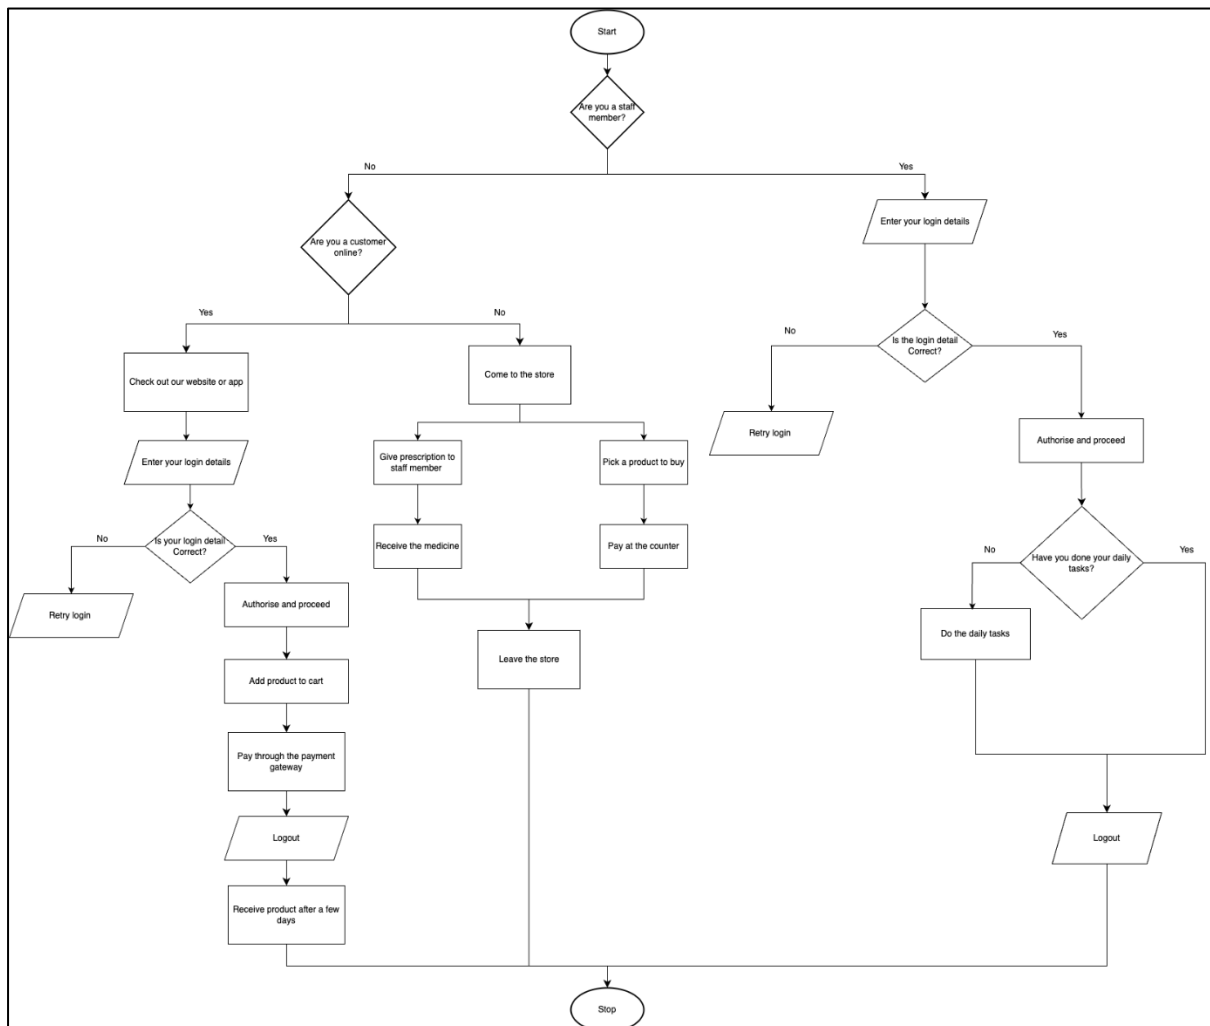 Start
Are you a staff
member?
No
Yes
Enter your login details
Are you a customer
online?
Yes
No
No
Is the login detail
Correct?
Yes
Check out our website or app
Come to the store
Retry login
Authorise and proceed
Enter your login details
Give prescription to
staff member
Pick a product to buy
No
Is your login detail
Correct?
Yes
Receive the medicine
Pay at the counter
No
Have you done your daily
tasks?
Yes
Retry login
Authorise and proceed
Do the daily tasks
Leave the store
Add product to cart
Pay through the payment
gateway
Logout
Logout
Receive product after a few
days
Stop